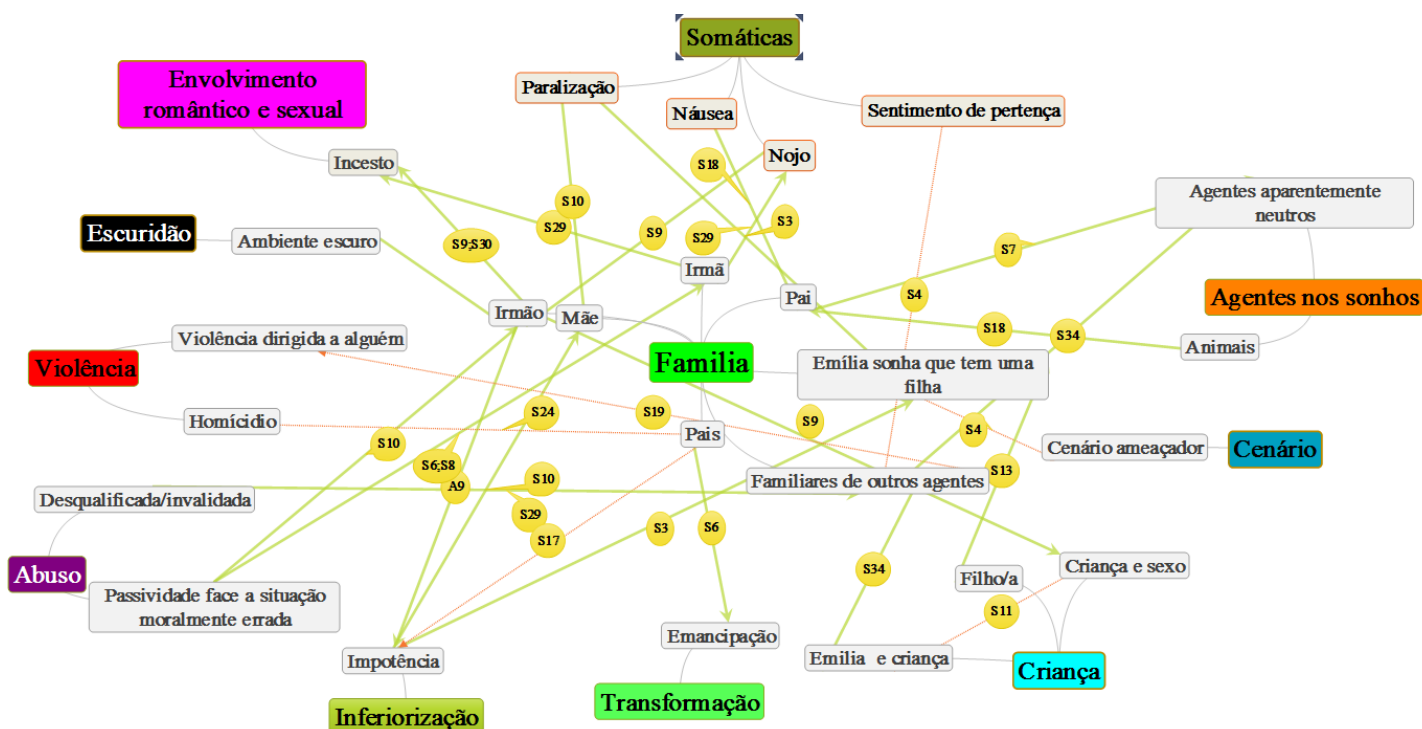 Somáticas
Envolvimento
romântico e sexual
Paralização
Náusea
Sentimento de pertença
Nojo
Incesto
S18
Agentes aparentemente
neutros
S10
S29
S9
S29
S3
Escuridão
Ambiente escuro
S9;S30
S7
Irmã
Pai
S4
Agentes nos sonhos
Irmão
Mãe
S18
S34
Animais
Violência dirigida a alguém
Violência
Familia
Emília sonha que tem uma
filha
Homícidio
S10
S24
S19
S9
S4
Pais
Cenário ameaçador
Cenário
S6;S8
A9
S10
S13
Familiares de outros agentes
Desqualificada/invalidada
S29
S17
S3
S6
Abuso
Passividade face a situação
moralmente errada
S34
Filho/a
Criança e sexo
S11
Emancipação
Impotência
Emilia e criança
Criança
Transformação
Inferiorização